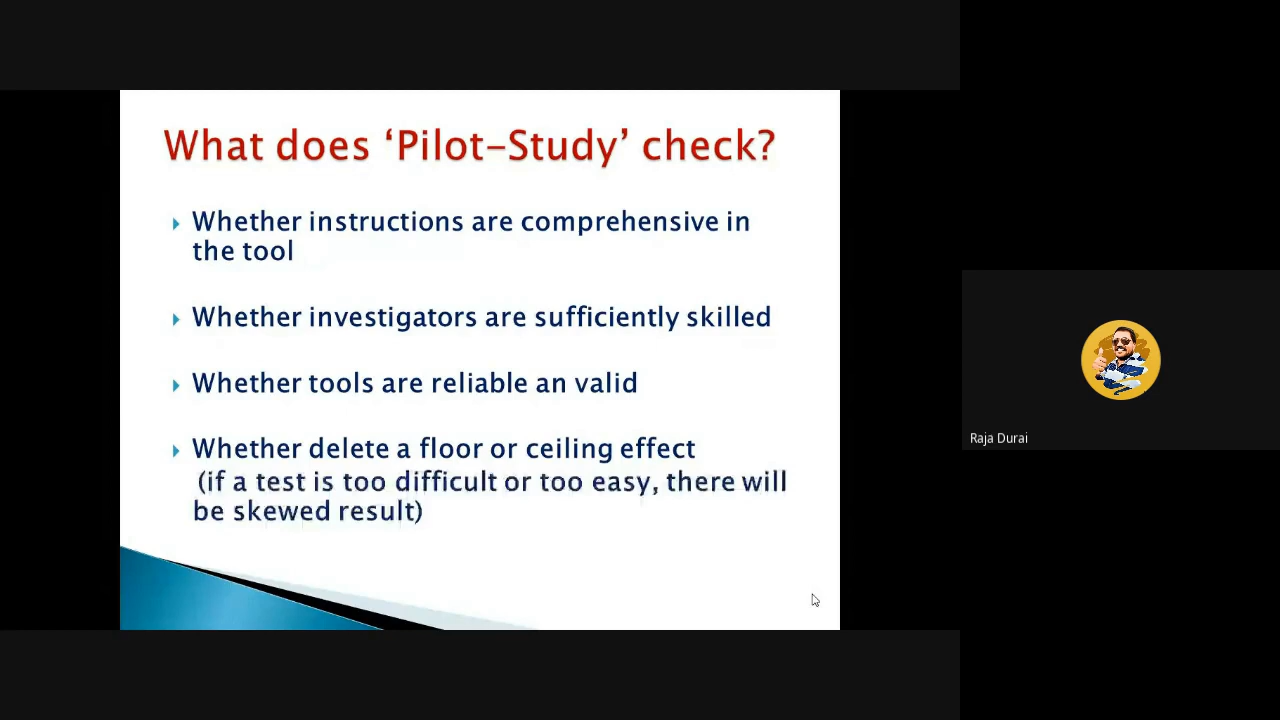 What does ‘Pilot-Study’ check?
Whether instructions are comprehensive in
the tool
Whether investigators are sufficiently skilled
Whether tools are reliable an valid
Whether delete a floor or ceiling effect
(if a test is too difficult or too easy, there will
be skewed result)
Raja Durai